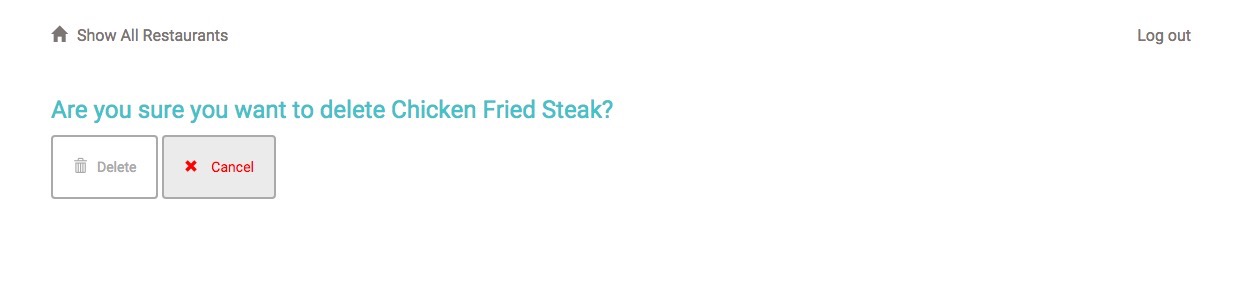 Show All Restaurants Log out
Are you sure you want to delete Chicken Fried Steak?
Delete Cancel